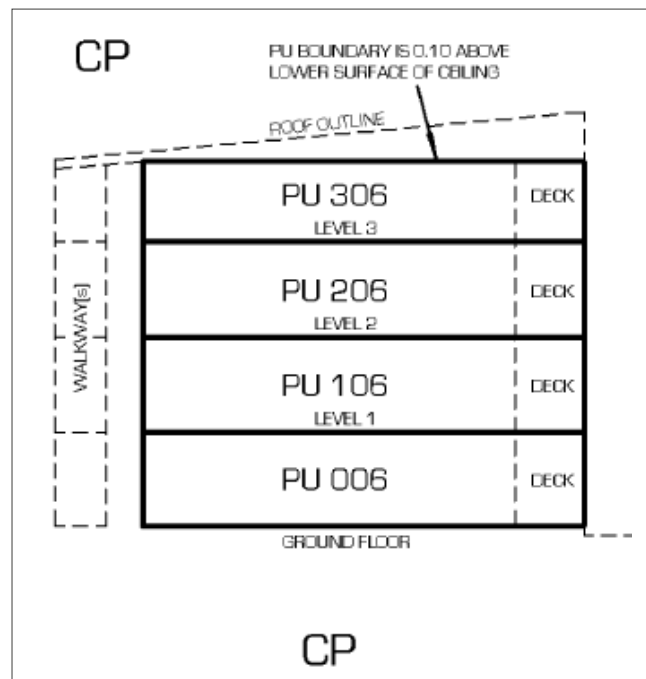 CP
PU BOUNDARY IS 0.10 ABOVE
LOWER SURFACE OF CEILING
ROOF OUTLINE
PU 306
DECK
LEVEL 3
PU 206
DECK
LEVEL 2
WALKWAY[s]
PU 106
DECK
LEVEL 1
PU 006
DECK
GROUND FLOOR
CP